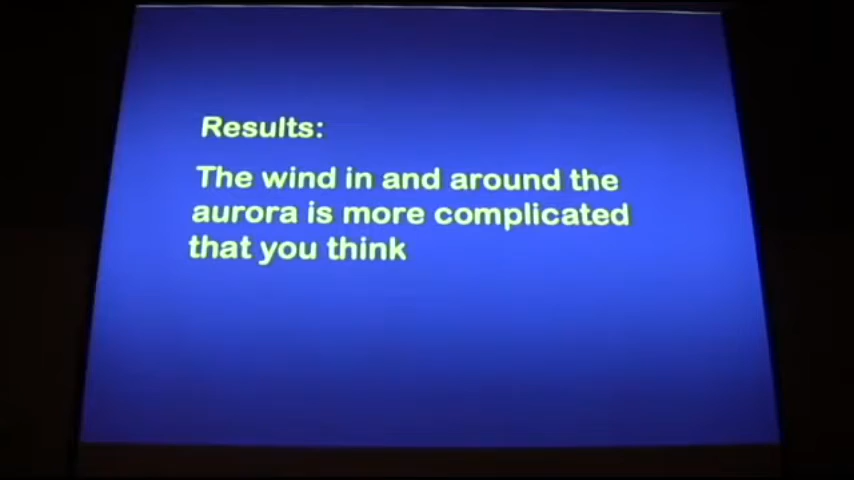 Results:
The wind in and around the
aurora is more complicated
that you think